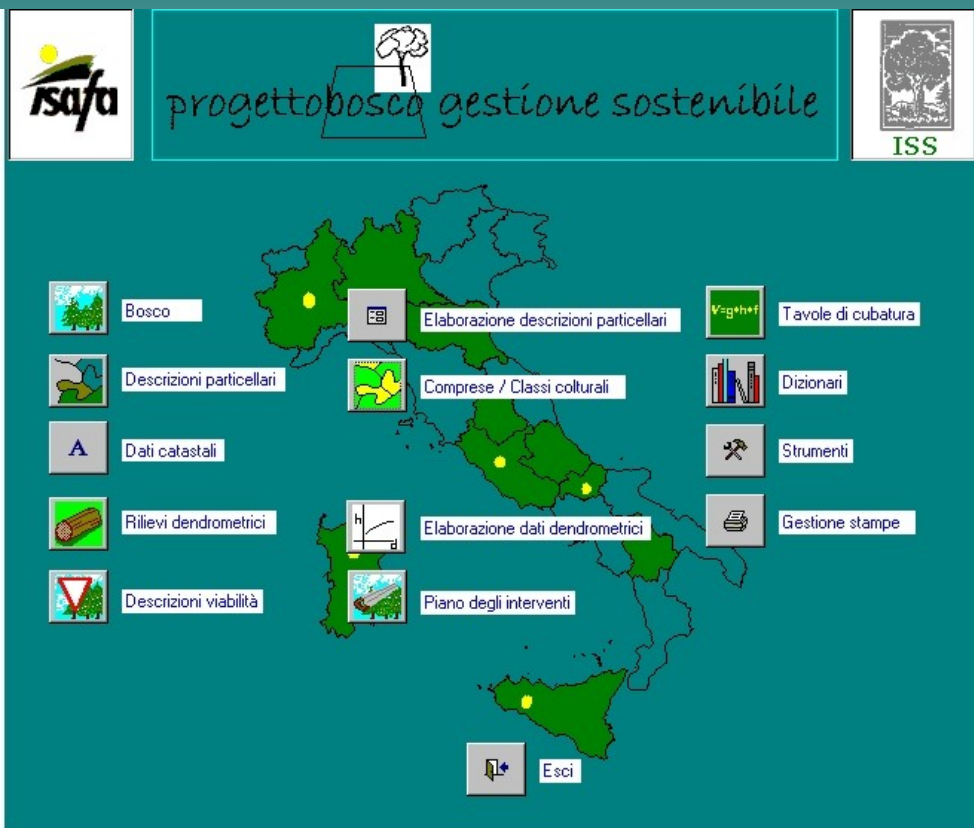 isafa
progettobosco gestione sostenibile
ISS
Bosco
Descrizioni particellari
A
Dati catastali
Rilievi dendrometrici
Descrizioni viabilità
Elaborazione descrizioni particellari
Comprese / Classi colturali
h
d
Elaborazione dati dendrometrici
Piano degli interventi
V=g*h*f
Tavole di cubatura
Dizionari
Strumenti
Gestione stampe
Esci